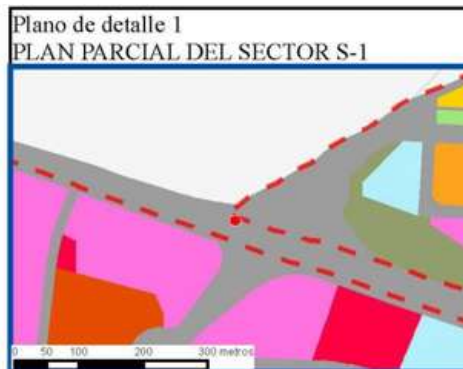 Plano de detalle 1
PLAN PARCIAL DEL SECTOR S-1
0 50 100 200 300 metros